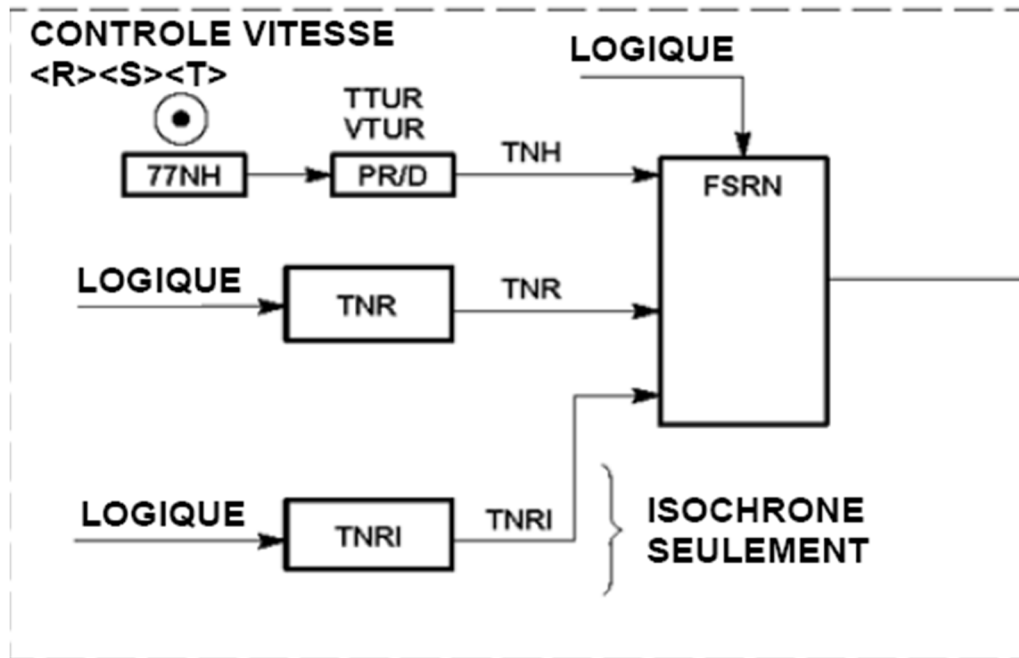 CONTROLE VITESSE
<R><S><T>
LOGIQUE
TTUR
VTUR
77NH
PR/D
TNH
FSRN
LOGIQUE
TNR
TNR
LOGIQUE
TNRI
TNRI
ISOCHRONE
SEULEMENT